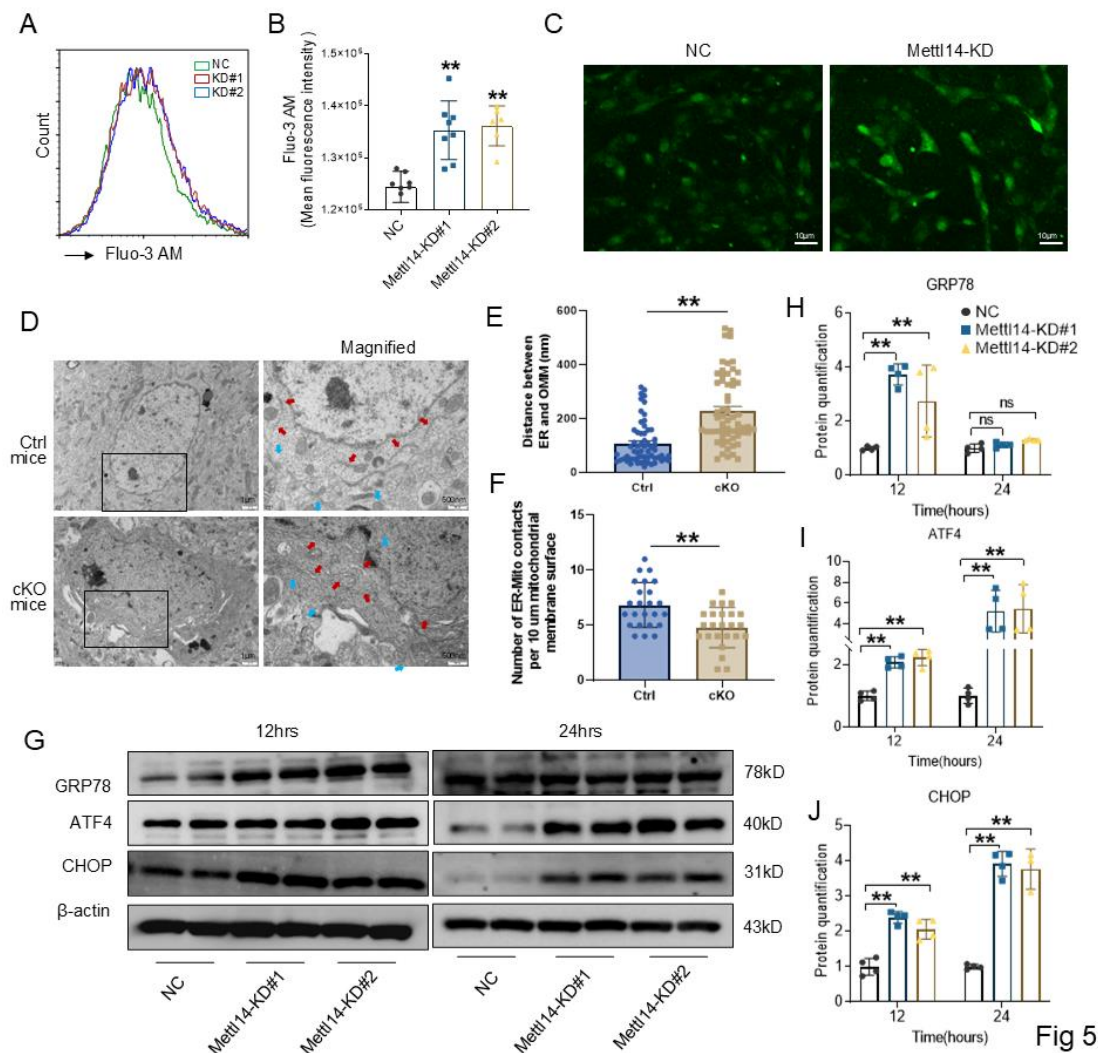 A
NC
KD#1
KD#2
Count
Fluo-3 AM
B
1.5×10⁵
1.4×10⁵
1.3×10⁵
1.2×10⁵
Fluo-3 AM
(Mean fluorescence intensity )
**
**
NC
Mettl14-KD#1
Mettl14-KD#2
C
NC
Mettl14-KD
10μm
10μm
D
Magnified
Ctrl
mice
cKO
mice
1μm
500nm
1μm
500nm
E
Distance between
ER and OMM (nm)
600
400
200
0
**
Ctrl
cKO
F
Number of ER-Mito contacts
per 10 um mitochondrial
membrane surface
15
10
5
0
**
Ctrl
cKO
G
12hrs
24hrs
GRP78
78kD
ATF4
40kD
CHOP
31kD
β-actin
43kD
NC
Mettl14-KD#1
Mettl14-KD#2
NC
Mettl14-KD#1
Mettl14-KD#2
H
GRP78
NC
Mettl14-KD#1
Mettl14-KD#2
Protein quantification
6
4
2
0
**
**
ns
ns
12
24
Time(hours)
I
ATF4
Protein quantification
10
8
6
4
2
0
**
**
**
**
12
24
Time(hours)
J
CHOP
Protein quantification
5
4
3
2
1
0
**
**
**
**
12
24
Time(hours)
Fig 5